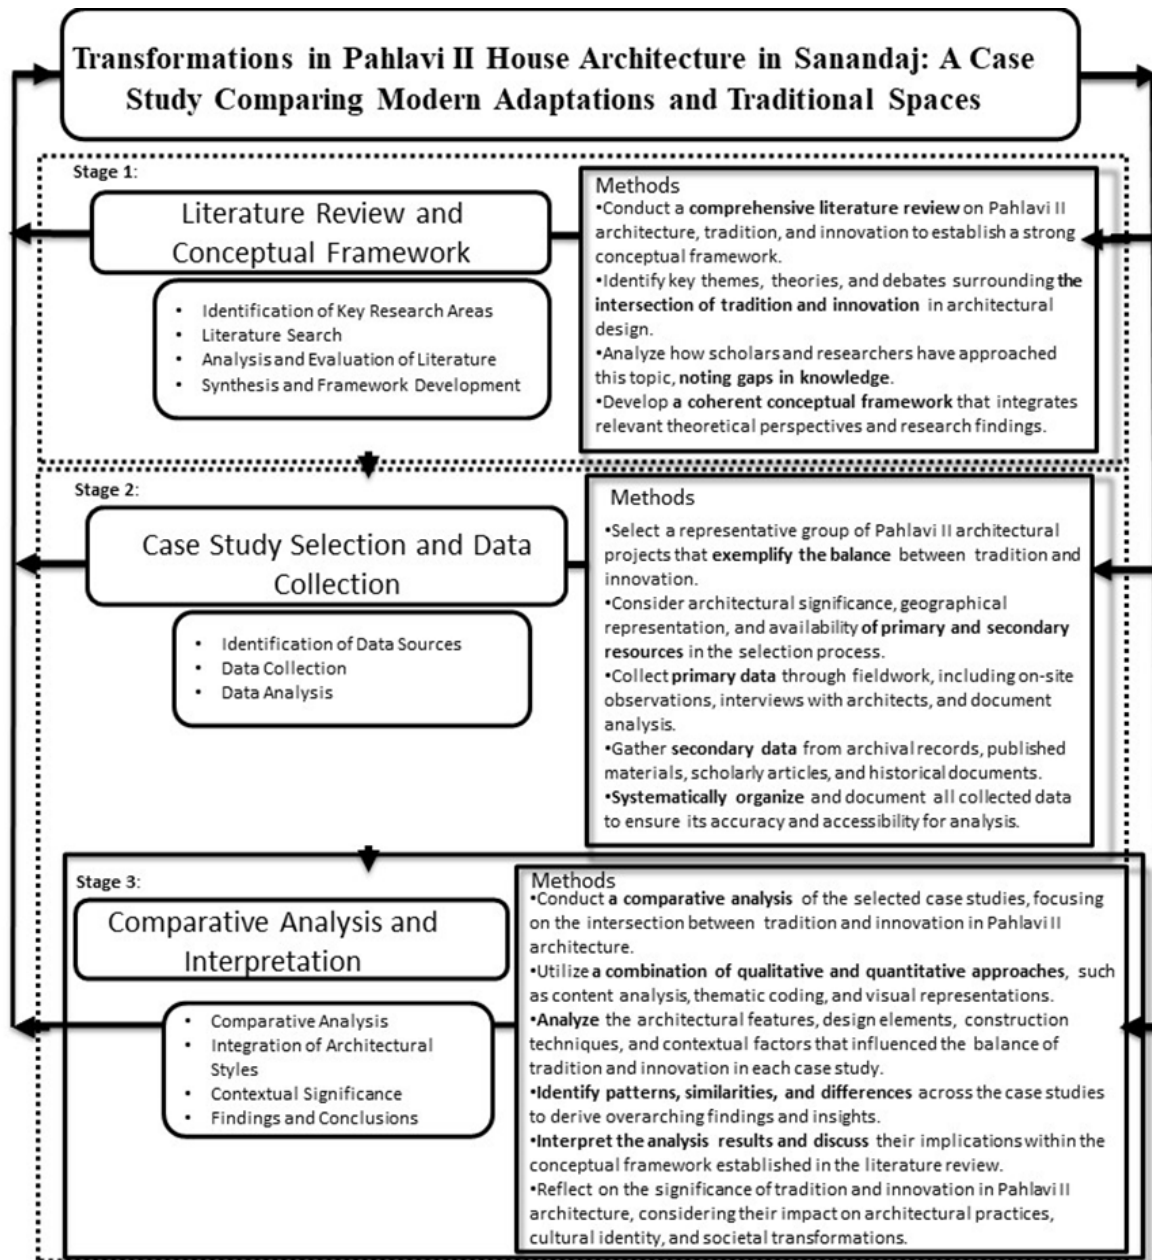 Transformations in Pahlavi II House Architecture in Sanandaj: A Case
Study Comparing Modern Adaptations and Traditional Spaces
Stage 1:
Literature Review and
Conceptual Framework
• Identification of Key Research Areas
• Literature Search
• Analysis and Evaluation of Literature
• Synthesis and Framework Development
Methods
•Conduct a comprehensive literature review on Pahlavi II
architecture, tradition, and innovation to establish a strong
conceptual framework.
•Identify key themes, theories, and debates surrounding the
intersection of tradition and innovation in architectural
design.
•Analyze how scholars and researchers have approached
this topic, noting gaps in knowledge.
•Develop a coherent conceptual framework that integrates
relevant theoretical perspectives and research findings.
Stage 2:
Case Study Selection and Data
Collection
• Identification of Data Sources
• Data Collection
• Data Analysis
Methods
•Select a representative group of Pahlavi II architectural
projects that exemplify the balance between tradition and
innovation.
•Consider architectural significance, geographical
representation, and availability of primary and secondary
resources in the selection process.
•Collect primary data through fieldwork, including on-site
observations, interviews with architects, and document
analysis.
•Gather secondary data from archival records, published
materials, scholarly articles, and historical documents.
•Systematically organize and document all collected data
to ensure its accuracy and accessibility for analysis.
Stage 3:
Comparative Analysis and
Interpretation
• Comparative Analysis
• Integration of Architectural
Styles
• Contextual Significance
• Findings and Conclusions
Methods
•Conduct a comparative analysis of the selected case studies, focusing
on the intersection between tradition and innovation in Pahlavi II
architecture.
•Utilize a combination of qualitative and quantitative approaches, such
as content analysis, thematic coding, and visual representations.
•Analyze the architectural features, design elements, construction
techniques, and contextual factors that influenced the balance of
tradition and innovation in each case study.
•Identify patterns, similarities, and differences across the case studies
to derive overarching findings and insights.
•Interpret the analysis results and discuss their implications within the
conceptual framework established in the literature review.
•Reflect on the significance of tradition and innovation in Pahlavi II
architecture, considering their impact on architectural practices,
cultural identity, and societal transformations.